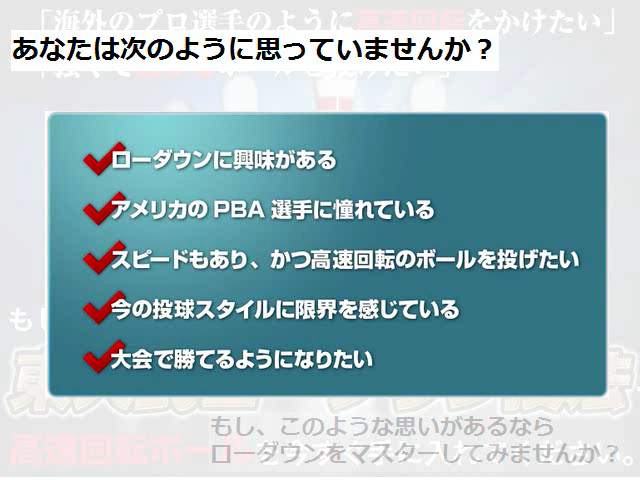 「海外のプロ選手のように高速回転をかけたい」
あなたは次のように思っていませんか？
ローダウンに興味がある
アメリカのPBA選手に憧れている
スピードもあり、かつ高速回転のボールを投げたい
今の投球スタイルに限界を感じている
大会で勝てるようになりたい
もし、このような思いがあるなら
ローダウンをマスターしてみませんか？
高速回転ボール